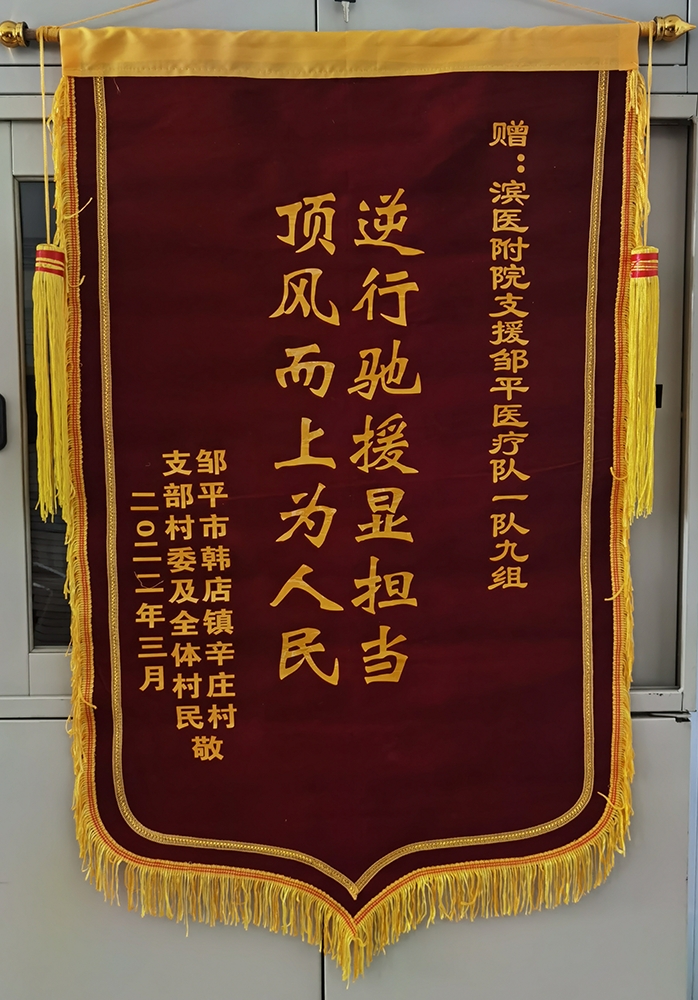 赠：滨医附院支援邹平医疗队一队九组
逆行驰援显担当
顶风而上为人民
邹平市韩店镇辛庄村
支部村委及全体村民敬
二〇二二年三月